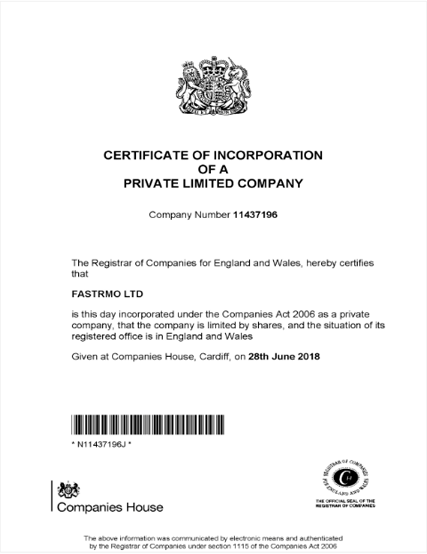 CERTIFICATE OF INCORPORATION
OF A
PRIVATE LIMITED COMPANY
Company Number 11437196
The Registrar of Companies for England and Wales, hereby certifies
that
FASTRMO LTD
is this day incorporated under the Companies Act 2006 as a private
company, that the company is limited by shares, and the situation of its
registered office is in England and Wales
Given at Companies House, Cardiff, on 28th June 2018
* N11437196J *
Companies House
THE OFFICIAL SEAL OF THE
REGISTRAR OF COMPANIES
The above information was communicated by electronic means and authenticated
by the Registrar of Companies under section 1115 of the Companies Act 2006